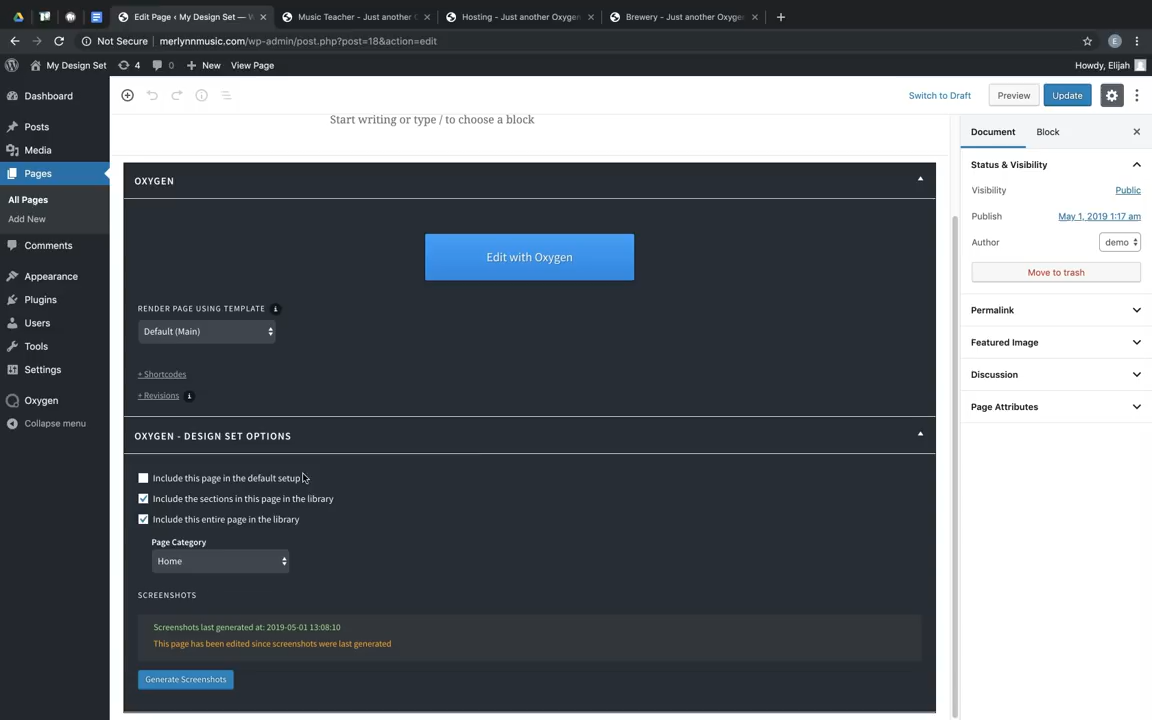 Edit Page ‹ My Design Set — W
Music Teacher - Just another O
Hosting - Just another Oxygen
Brewery - Just another Oxyge
Not Secure
merlynnmusic.com/wp-admin/post.php?post=18&action=edit
E
My Design Set
4
0
New
View Page
Howdy, Elijah
Dashboard
Posts
Media
Pages
All Pages
Add New
Comments
Appearance
Plugins
Users
Tools
Settings
Oxygen
Collapse menu
Switch to Draft
Preview
Update
Start writing or type / to choose a block
OXYGEN
Edit with Oxygen
RENDER PAGE USING TEMPLATE
Default (Main)
+ Shortcodes
+ Revisions
OXYGEN - DESIGN SET OPTIONS
Include this page in the default setup
Include the sections in this page in the library
Include this entire page in the library
Page Category
Home
SCREENSHOTS
Screenshots last generated at: 2019-05-01 13:08:10
This page has been edited since screenshots were last generated
Generate Screenshots
Document
Block
Status & Visibility
Visibility
Public
Publish
May 1, 2019 1:17 am
Author
demo
Move to trash
Permalink
Featured Image
Discussion
Page Attributes